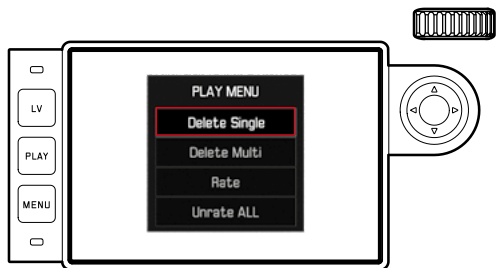 LV
PLAY
MENU
PLAY MENU
Delete Single
Delete Multi
Rate
Unrate ALL